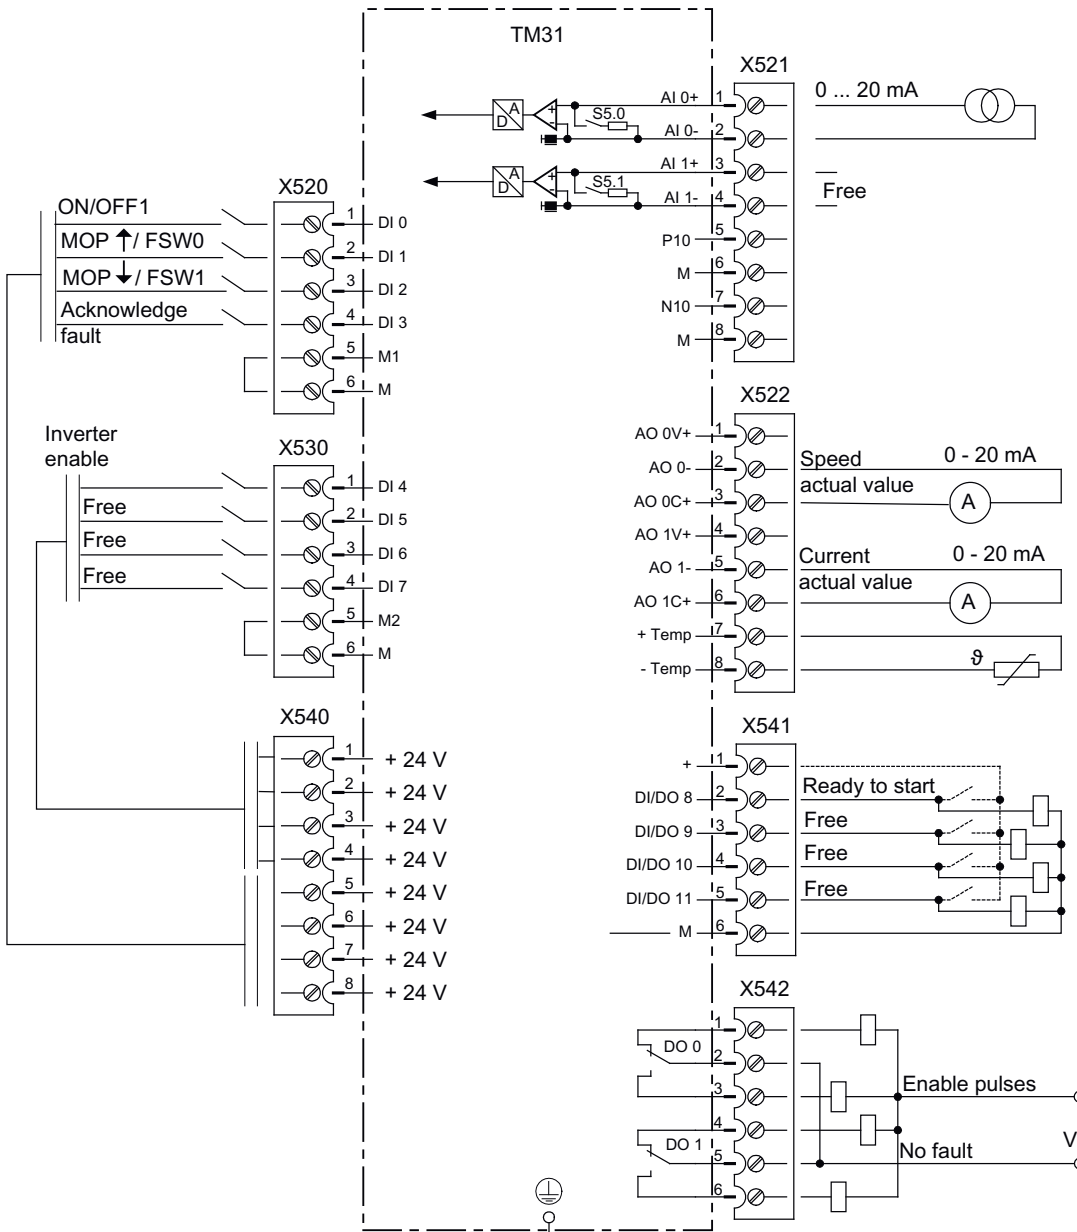 TM31
X520
ON/OFF1
1 DI 0
MOP ↑ / FSW0
2 DI 1
MOP ↓ / FSW1
3 DI 2
Acknowledge
fault
4 DI 3
5 M1
6 M
Inverter
enable
X530
1 DI 4
Free
2 DI 5
Free
3 DI 6
Free
4 DI 7
5 M2
6 M
X540
1 + 24 V
2 + 24 V
3 + 24 V
4 + 24 V
5 + 24 V
6 + 24 V
7 + 24 V
8 + 24 V
X521
A
D
+
-
S5.0
AI 0+ 1
0 ... 20 mA
AI 0- 2
A
D
+
-
S5.1
AI 1+ 3
Free
AI 1- 4
P10 5
M 6
N10 7
M 8
X522
AO 0V+ 1
AO 0- 2
Speed
actual value
0 - 20 mA
AO 0C+ 3
A
AO 1V+ 4
AO 1- 5
Current
actual value
0 - 20 mA
AO 1C+ 6
A
+ Temp 7
- Temp 8
ϑ
X541
+ 1
DI/DO 8 2
Ready to start
DI/DO 9 3
Free
DI/DO 10 4
Free
DI/DO 11 5
Free
M 6
X542
DO 0
1
2
3
Enable pulses
DO 1
4
5
6
No fault
V